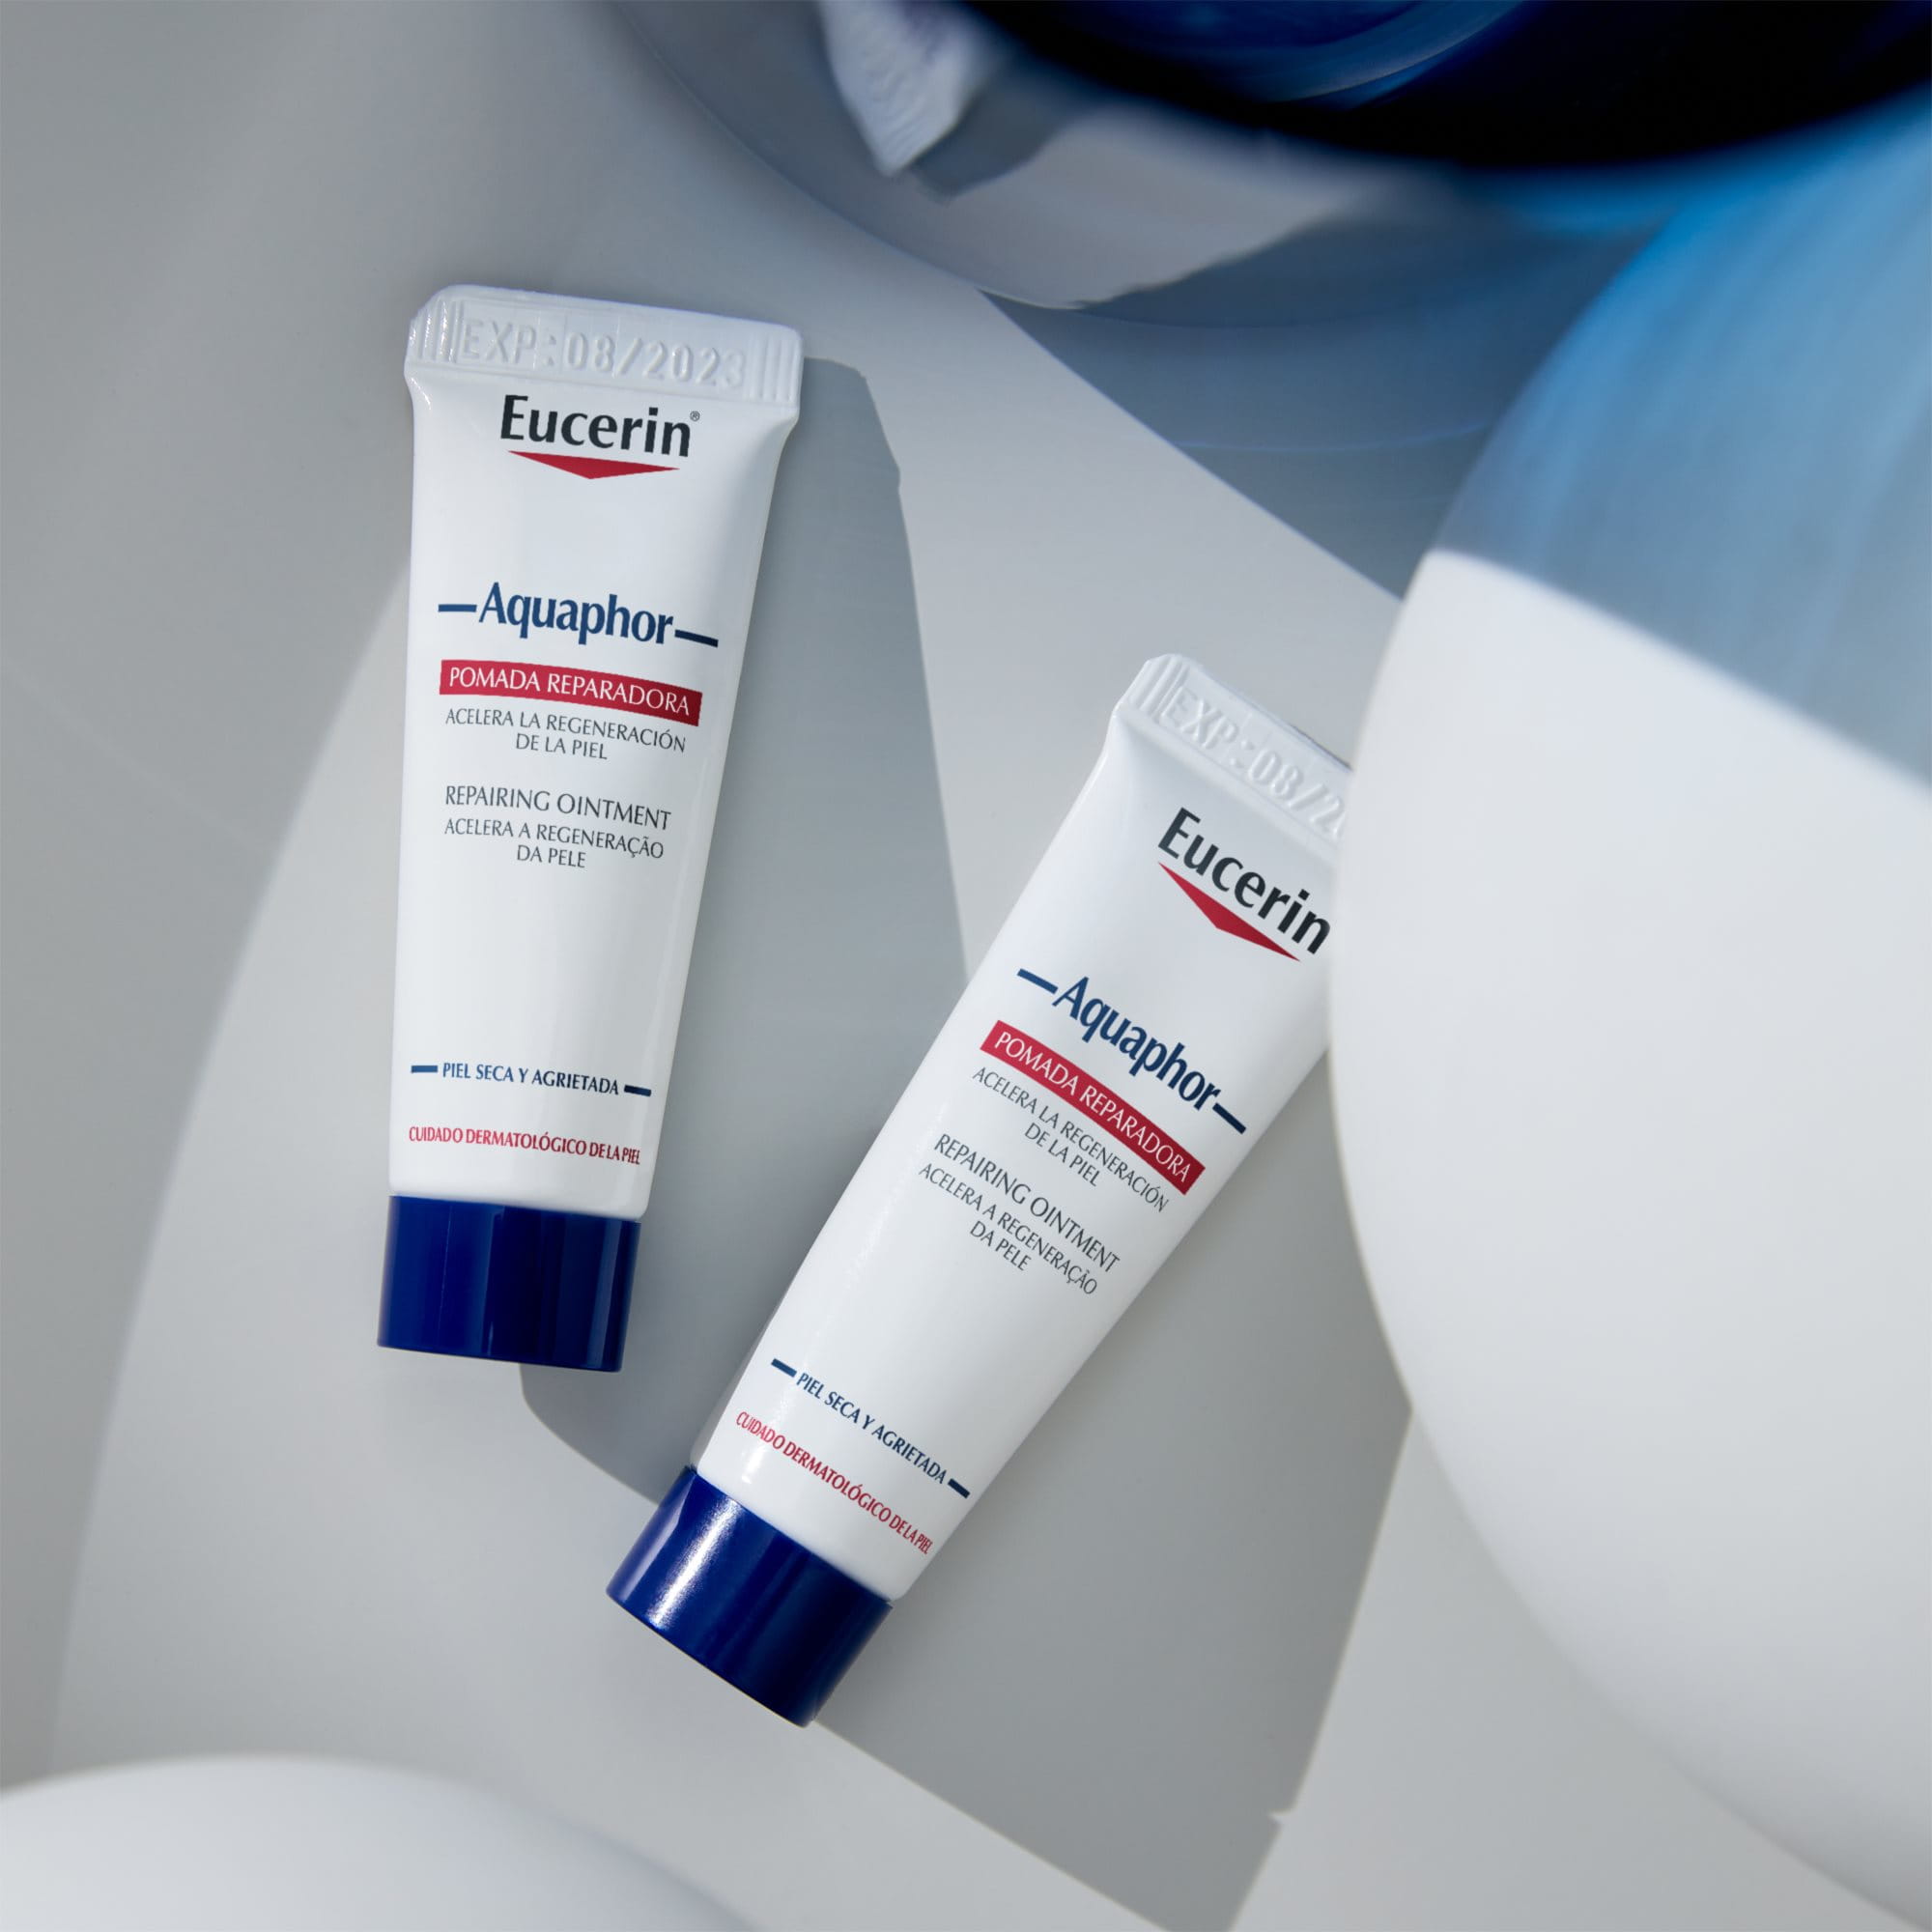 EXP:08/2023
Eucerin®
Aquaphor
POMADA REPARADORA
ACELERA LA REGENERACIÓN
DE LA PIEL
REPAIRING OINTMENT
ACELERA A REGENERAÇÃO
DA PELE
PIEL SECA Y AGRIETADA
CUIDADO DERMATOLÓGICO DE LA PIEL
EXP:08/2
Eucerin
Aquaphor
POMADA REPARADORA
ACELERA LA REGENERACIÓN
DE LA PIEL
REPAIRING OINTMENT
ACELERA A REGENERAÇÃO
DA PELE
PIEL SECA Y AGRIETADA
CUIDADO DERMATOLÓGICO DE LA PIEL